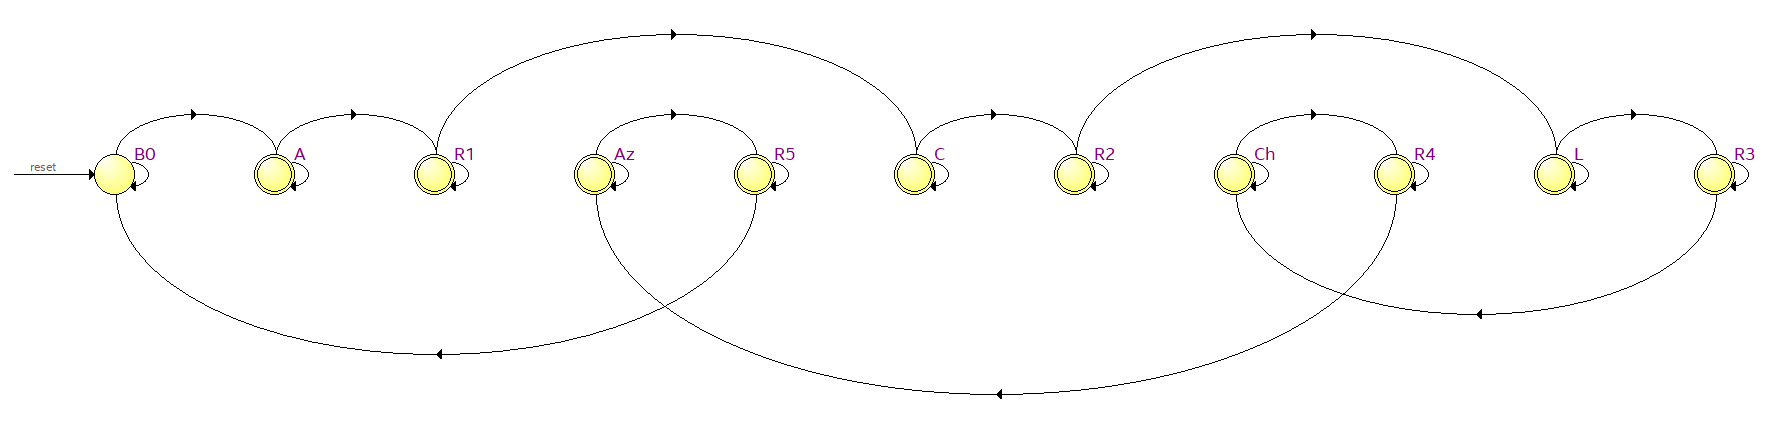 B0 A R1 Az R5 C R2 Ch R4 L R3
reset